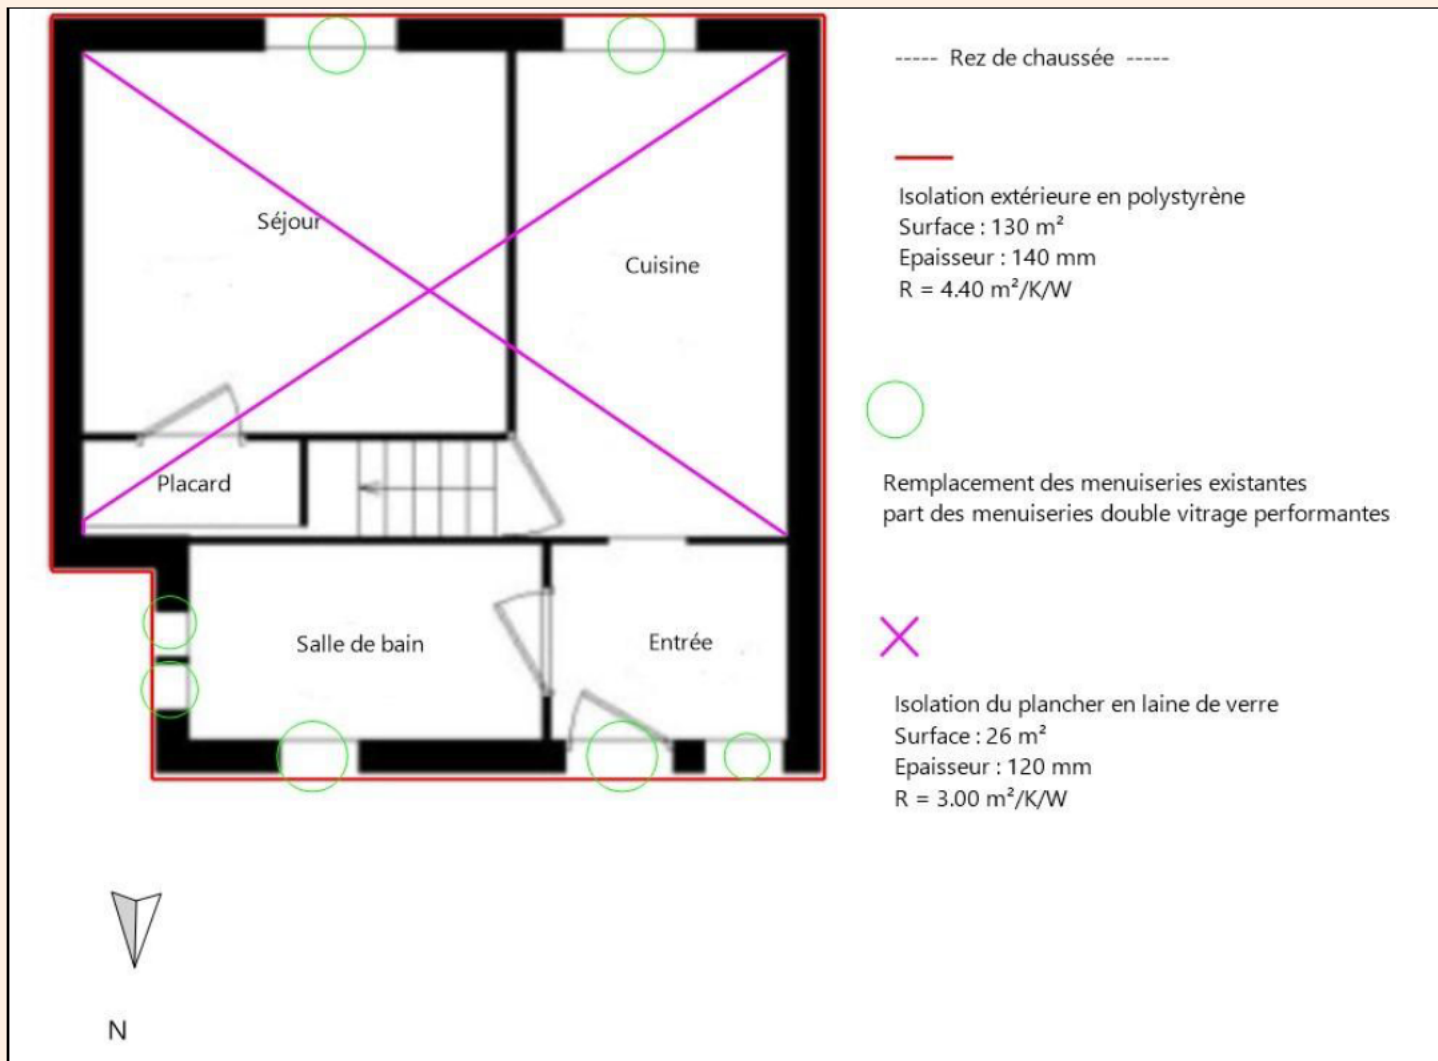 ----- Rez de chaussée -----
Isolation extérieure en polystyrène
Surface : 130 m²
Epaisseur : 140 mm
R = 4.40 m²/K/W
Remplacement des menuiseries existantes
part des menuiseries double vitrage performantes
Isolation du plancher en laine de verre
Surface : 26 m²
Epaisseur : 120 mm
R = 3.00 m²/K/W
Séjour
Cuisine
Placard
Salle de bain
Entrée
N